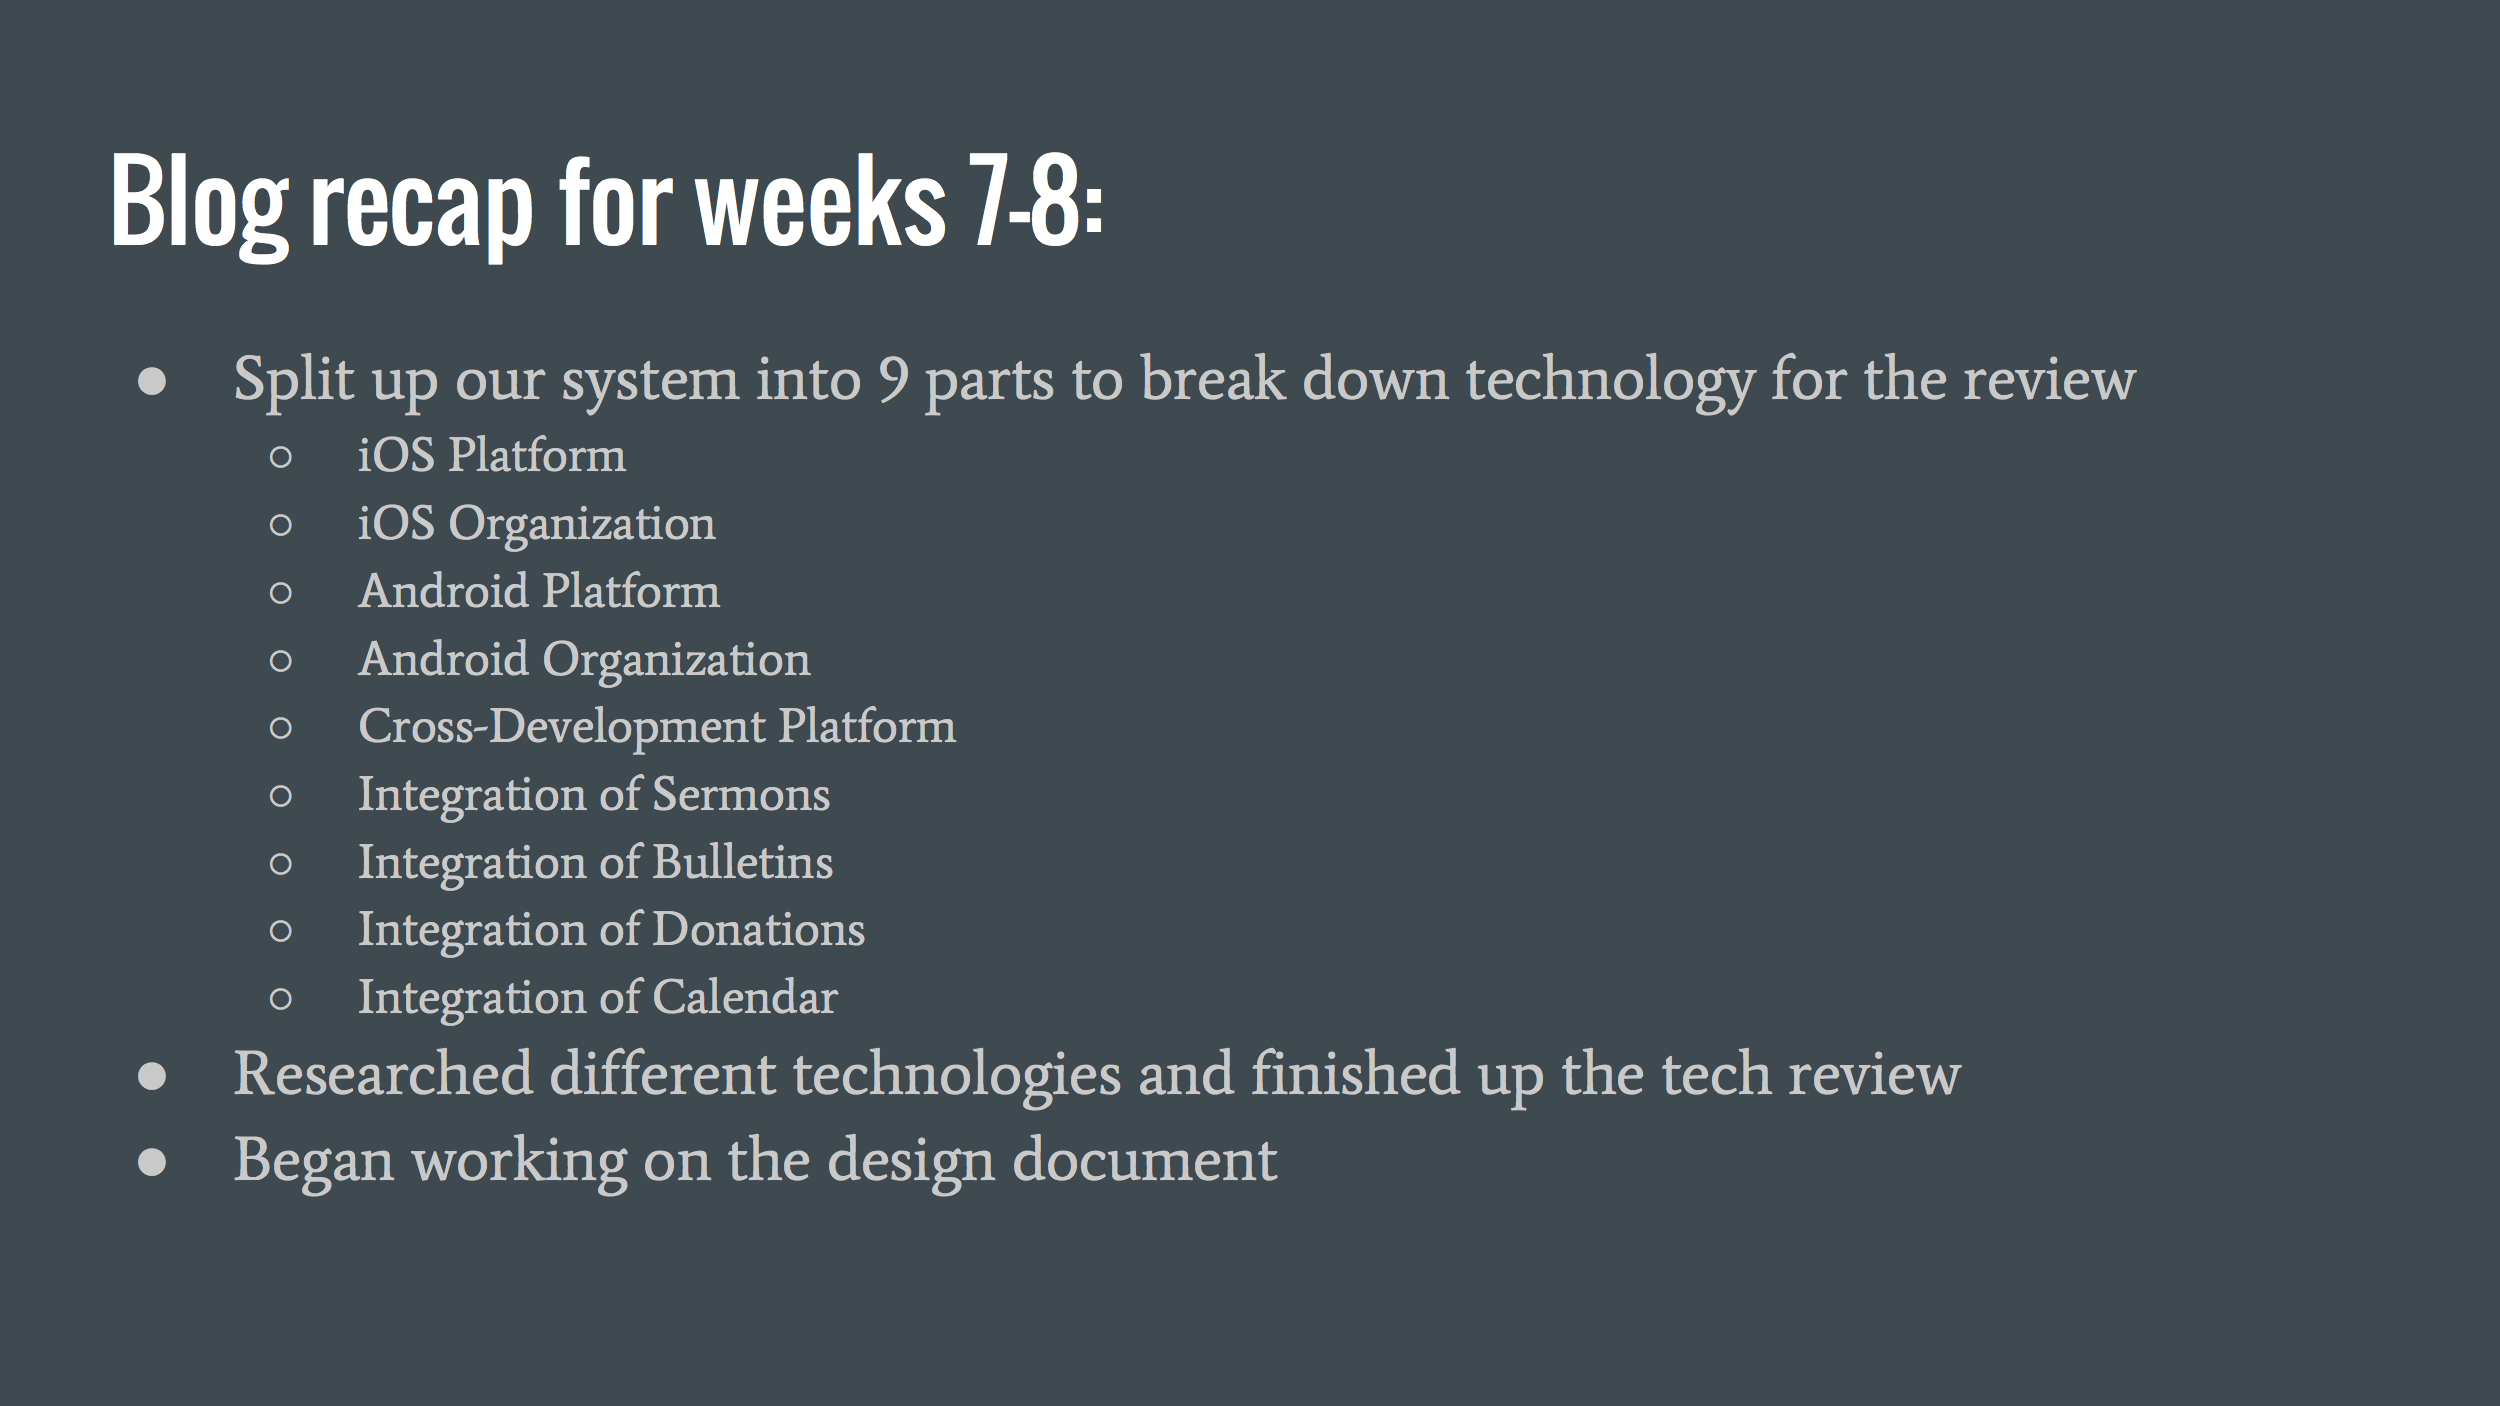 Blog recap for weeks 7-8:
● Split up our system into 9 parts to break down technology for the review
○ iOS Platform
○ iOS Organization
○ Android Platform
○ Android Organization
○ Cross-Development Platform
○ Integration of Sermons
○ Integration of Bulletins
○ Integration of Donations
○ Integration of Calendar
● Researched different technologies and finished up the tech review
● Began working on the design document